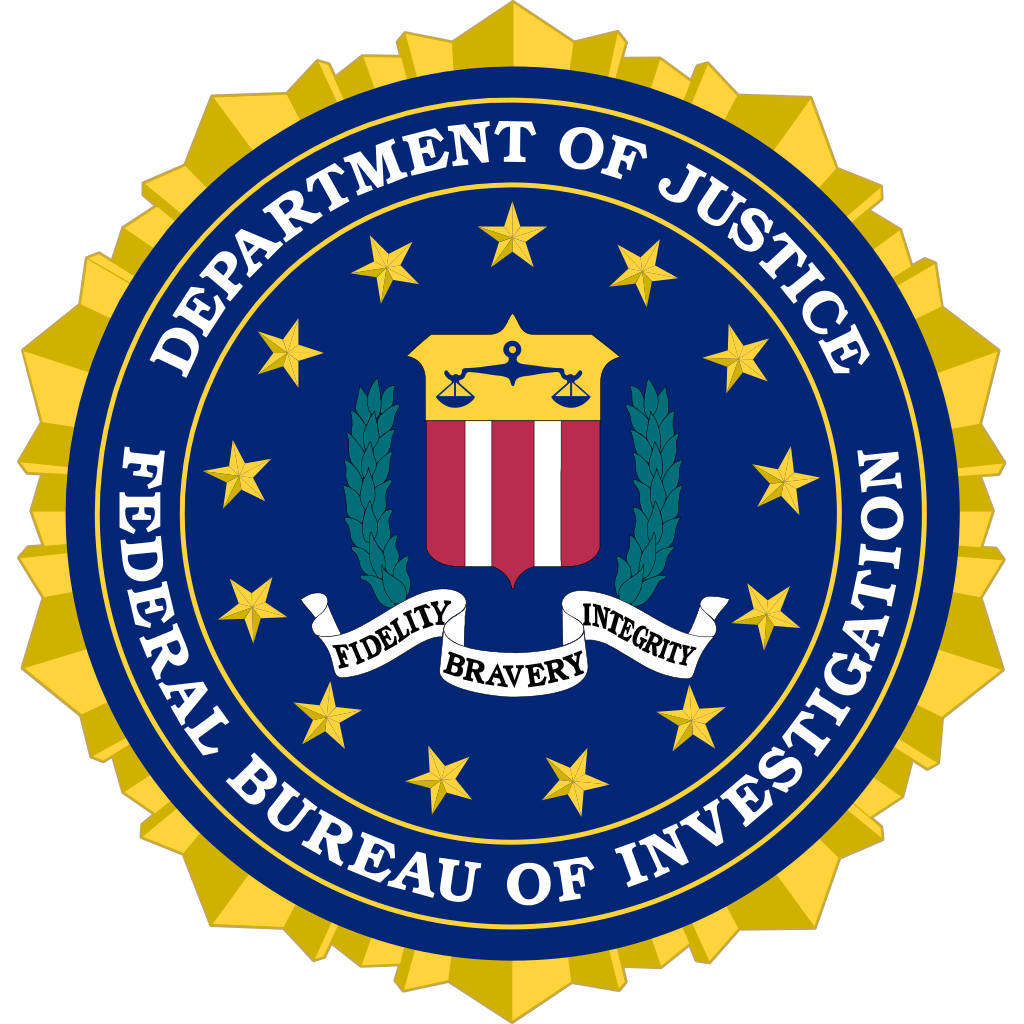 DEPARTMENT OF JUSTICE
FIDELITY
BRAVERY
INTEGRITY
FEDERAL BUREAU OF INVESTIGATION